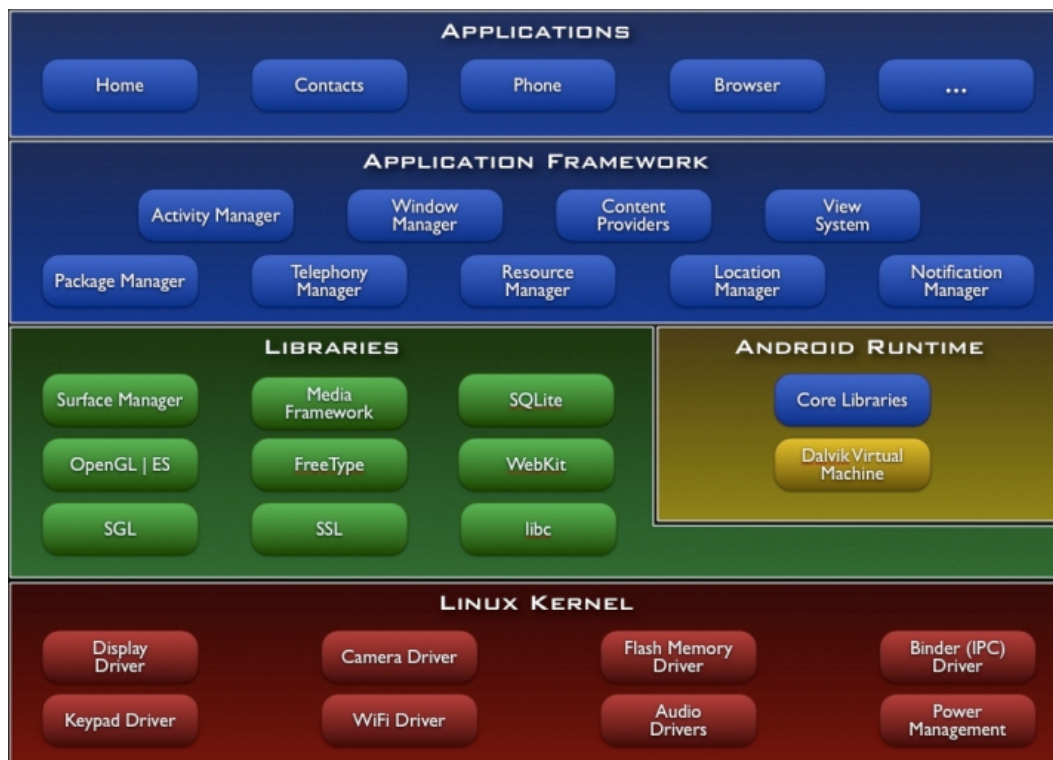 APPLICATIONS
Home
Contacts
Phone
Browser
...
APPLICATION FRAMEWORK
Activity Manager
Window
Manager
Content
Providers
View
System
Package Manager
Telephony
Manager
Resource
Manager
Location
Manager
Notification
Manager
LIBRARIES
Surface Manager
Media
Framework
SQLite
OpenGL | ES
FreeType
WebKit
SGL
SSL
libc
ANDROID RUNTIME
Core Libraries
Dalvik Virtual
Machine
LINUX KERNEL
Display
Driver
Camera Driver
Flash Memory
Driver
Binder (IPC)
Driver
Keypad Driver
WiFi Driver
Audio
Drivers
Power
Management